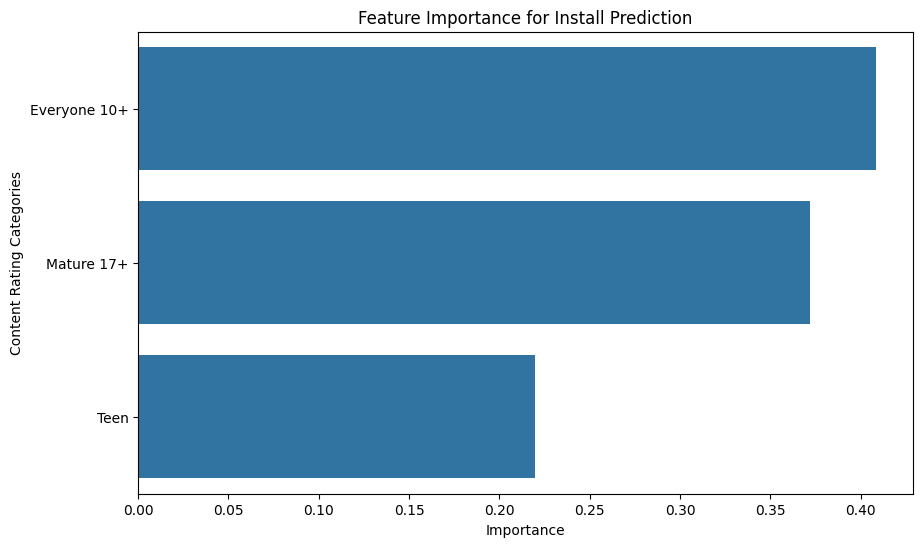 Feature Importance for Install Prediction
Content Rating Categories
Everyone 10+
Mature 17+
Teen
0.00 0.05 0.10 0.15 0.20 0.25 0.30 0.35 0.40
Importance